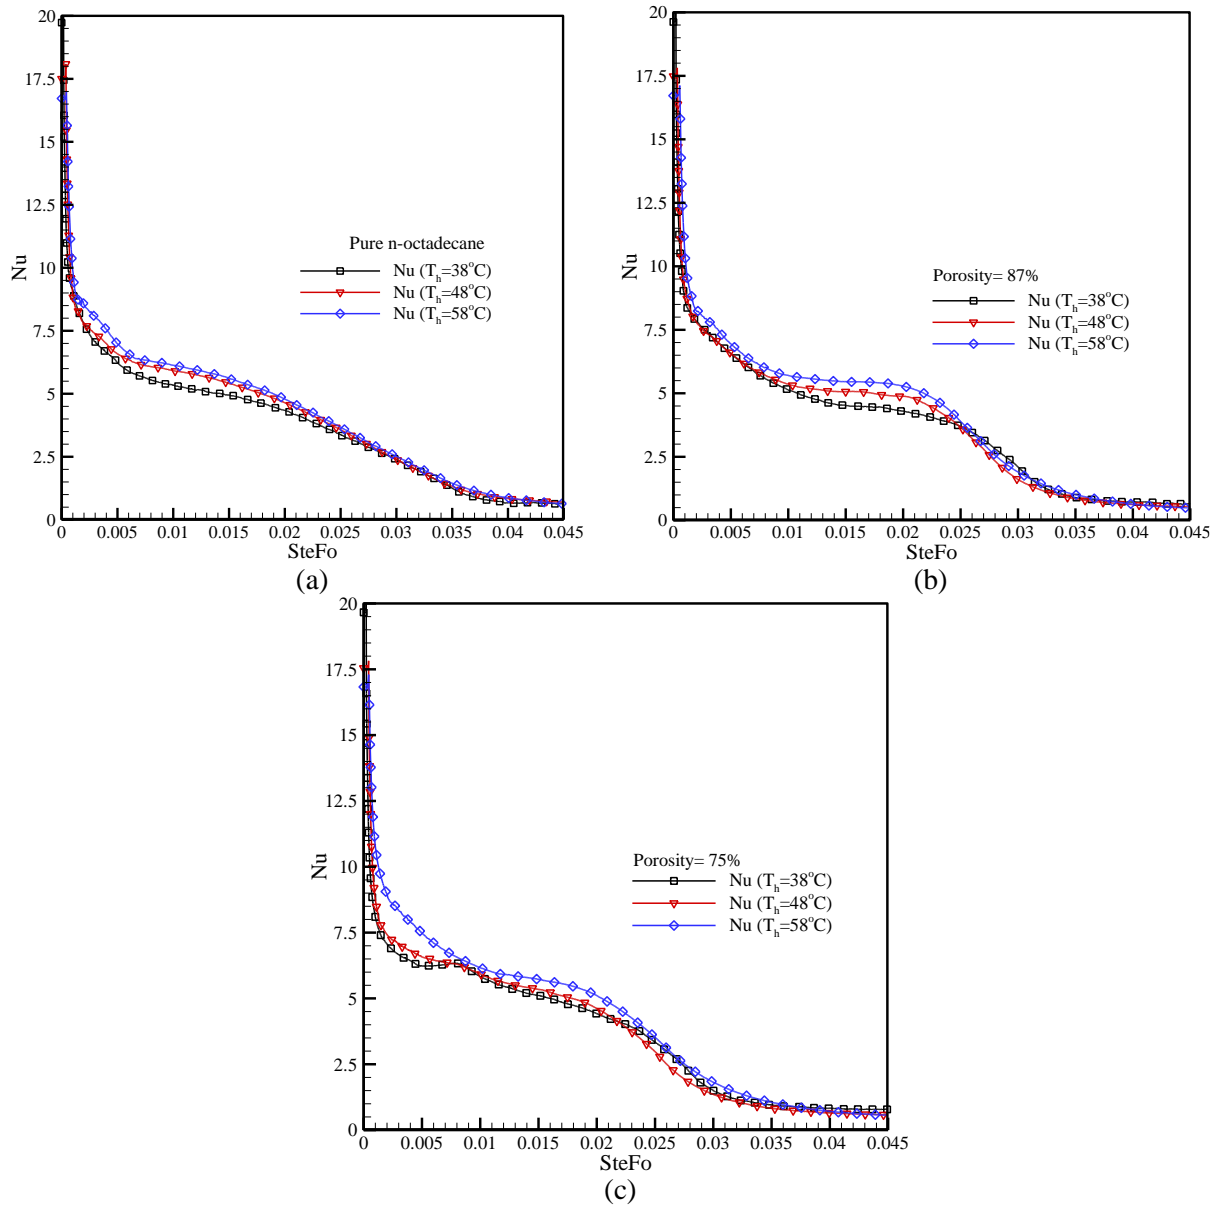 20
17.5
15
12.5
10
7.5
5
2.5
0
Nu
0 0.005 0.01 0.015 0.02 0.025 0.03 0.035 0.04 0.045
SteFo
Pure n-octadecane
Nu (T_h=38°C)
Nu (T_h=48°C)
Nu (T_h=58°C)
(a)
20
17.5
15
12.5
10
7.5
5
2.5
0
Nu
0 0.005 0.01 0.015 0.02 0.025 0.03 0.035 0.04 0.045
SteFo
Porosity= 87%
Nu (T_h=38°C)
Nu (T_h=48°C)
Nu (T_h=58°C)
(b)
20
17.5
15
12.5
10
7.5
5
2.5
0
Nu
0 0.005 0.01 0.015 0.02 0.025 0.03 0.035 0.04 0.045
SteFo
Porosity= 75%
Nu (T_h=38°C)
Nu (T_h=48°C)
Nu (T_h=58°C)
(c)